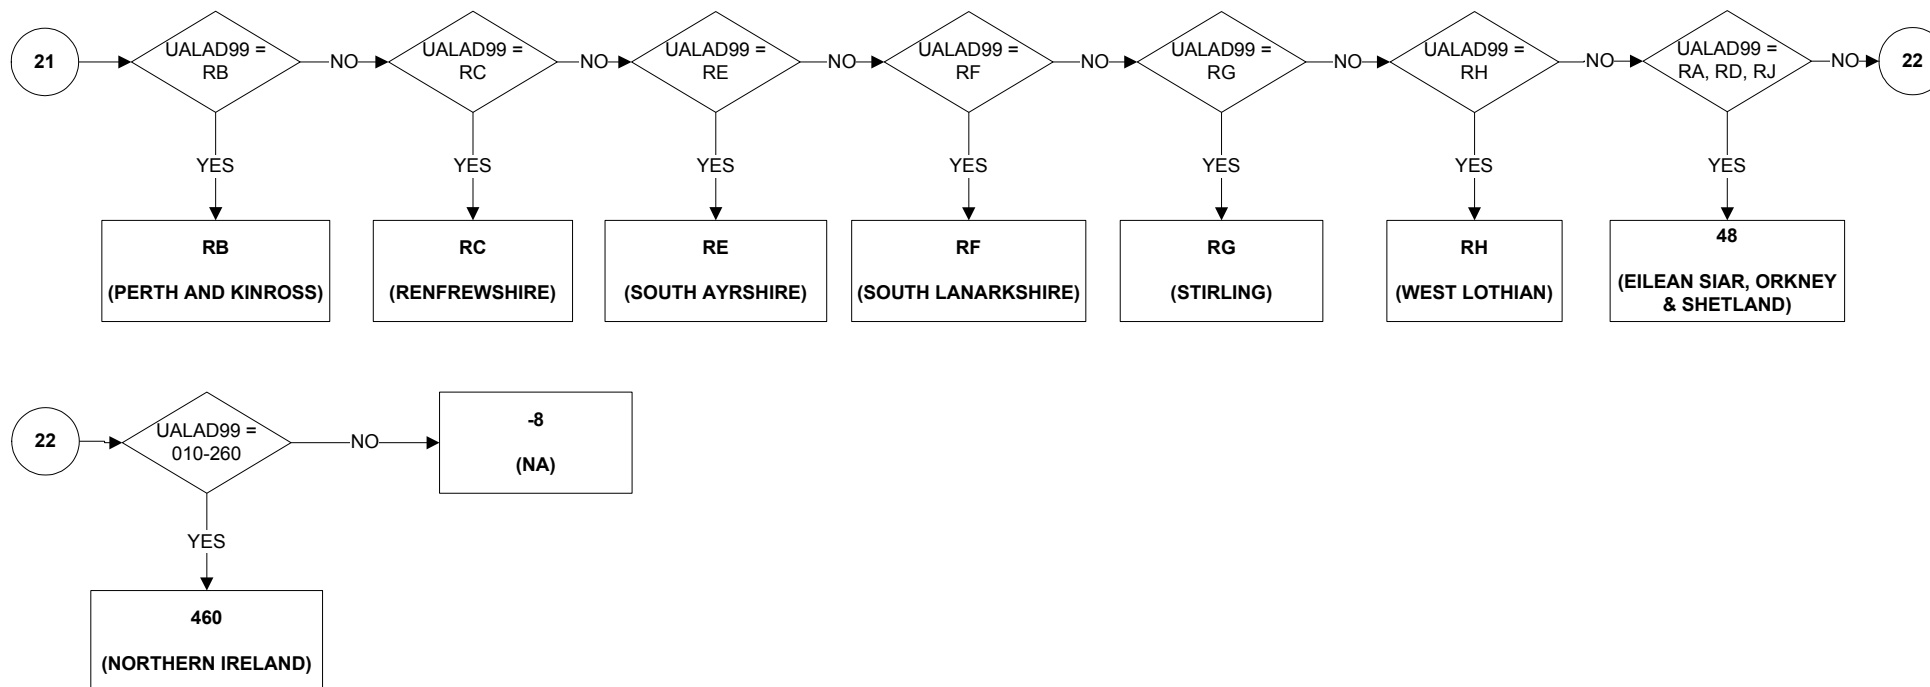 21
UALAD99 =
RB
NO
UALAD99 =
RC
NO
UALAD99 =
RE
NO
UALAD99 =
RF
NO
UALAD99 =
RG
NO
UALAD99 =
RH
NO
UALAD99 =
RA, RD, RJ
NO
22
YES
YES
YES
YES
YES
YES
YES
RB
(PERTH AND KINROSS)
RC
(RENFREWSHIRE)
RE
(SOUTH AYRSHIRE)
RF
(SOUTH LANARKSHIRE)
RG
(STIRLING)
RH
(WEST LOTHIAN)
48
(EILEAN SIAR, ORKNEY
& SHETLAND)
22
UALAD99 =
010-260
NO
-8
(NA)
YES
460
(NORTHERN IRELAND)